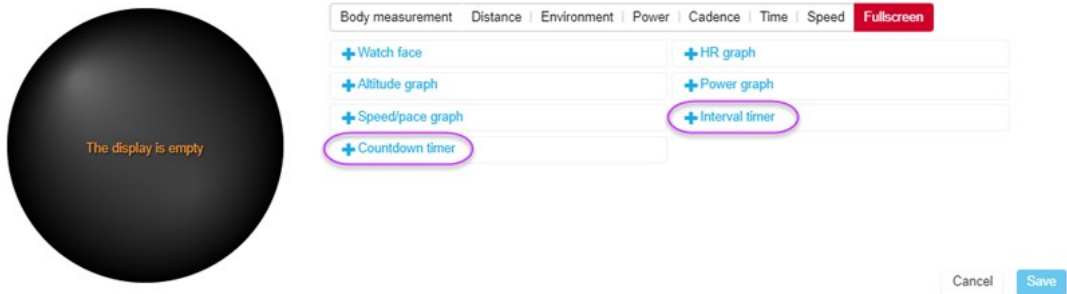 Body measurement Distance Environment Power Cadence Time Speed Fullscreen
Watch face HR graph
Altitude graph Power graph
Speed/pace graph Interval timer
The display is empty Countdown timer
Cancel Save